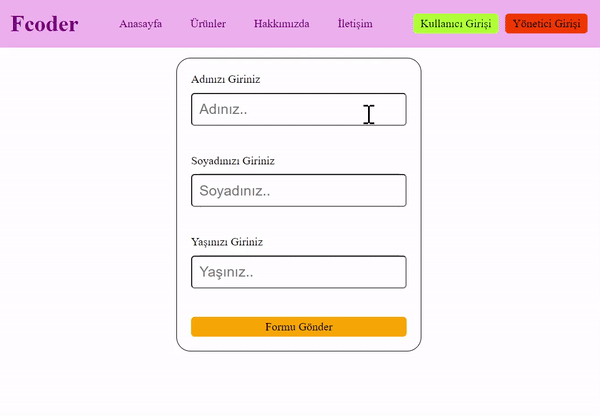 Fcoder Anasayfa Ürünler Hakkımızda İletişim Kullanıcı Girişi Yönetici Girişi
Adınızı Giriniz
Adınız..
Soyadınızı Giriniz
Soyadınız..
Yaşınızı Giriniz
Yaşınız..
Formu Gönder